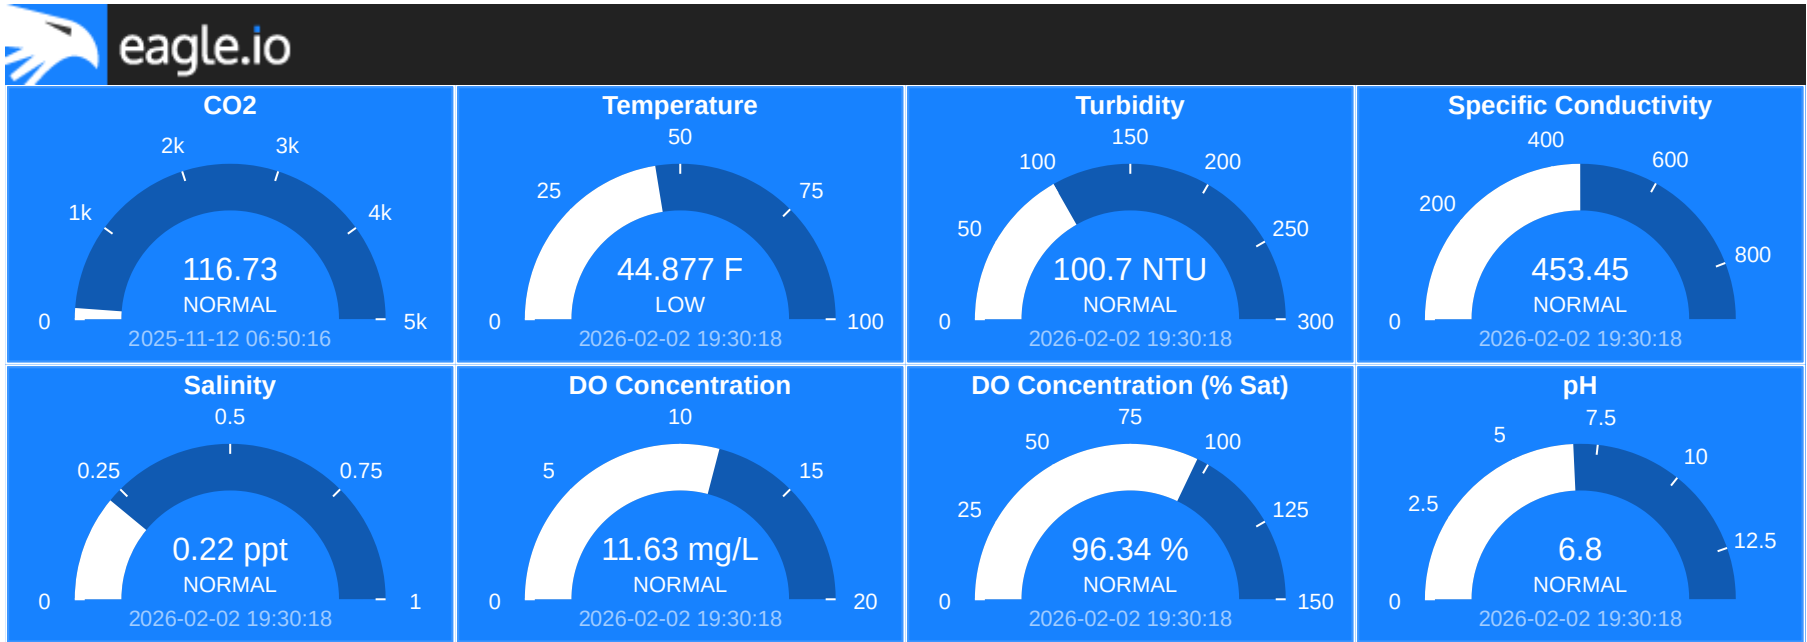 eagle.io
CO2
0
1k
2k
3k
4k
5k
116.73
NORMAL
2025-11-12 06:50:16
Temperature
0
25
50
75
100
44.877 F
LOW
2026-02-02 19:30:18
Turbidity
0
50
100
150
200
250
300
100.7 NTU
NORMAL
2026-02-02 19:30:18
Specific Conductivity
0
200
400
600
800
453.45
NORMAL
2026-02-02 19:30:18
Salinity
0
0.25
0.5
0.75
1
0.22 ppt
NORMAL
2026-02-02 19:30:18
DO Concentration
0
5
10
15
20
11.63 mg/L
NORMAL
2026-02-02 19:30:18
DO Concentration (% Sat)
0
25
50
75
100
125
150
96.34 %
NORMAL
2026-02-02 19:30:18
pH
0
2.5
5
7.5
10
12.5
6.8
NORMAL
2026-02-02 19:30:18